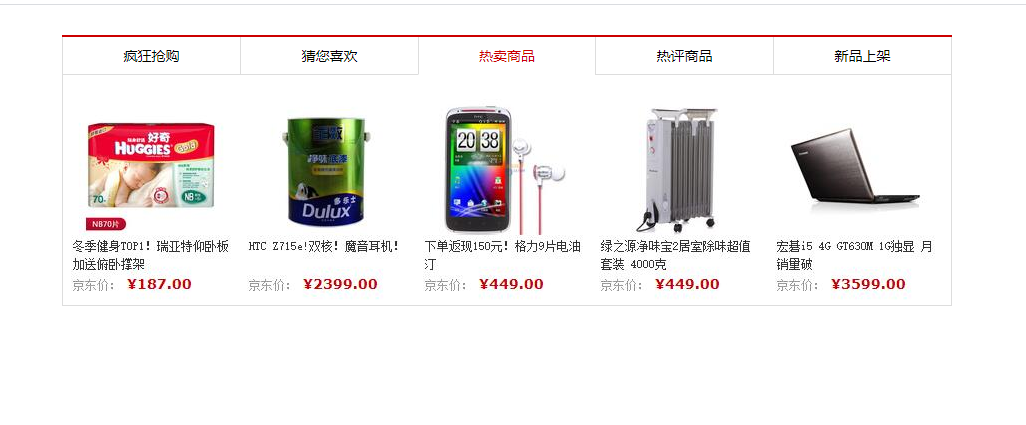 疯狂抢购 猜您喜欢 热卖商品 热评商品 新品上架
好奇
HUGGIES
Gold
70
NB
NB70片
净味底漆
多乐士
Dulux
20 38
冬季健身TOP1！瑞亚特仰卧板
加送俯卧撑架
京东价： ¥187.00
HTC Z715e!双核！魔音耳机！
京东价： ¥2399.00
下单返现150元！格力9片电油
汀
京东价： ¥449.00
绿之源净味宝2居室除味超值
套装 4000克
京东价： ¥449.00
宏碁i5 4G GT630M 1G独显 月
销量破
京东价： ¥3599.00